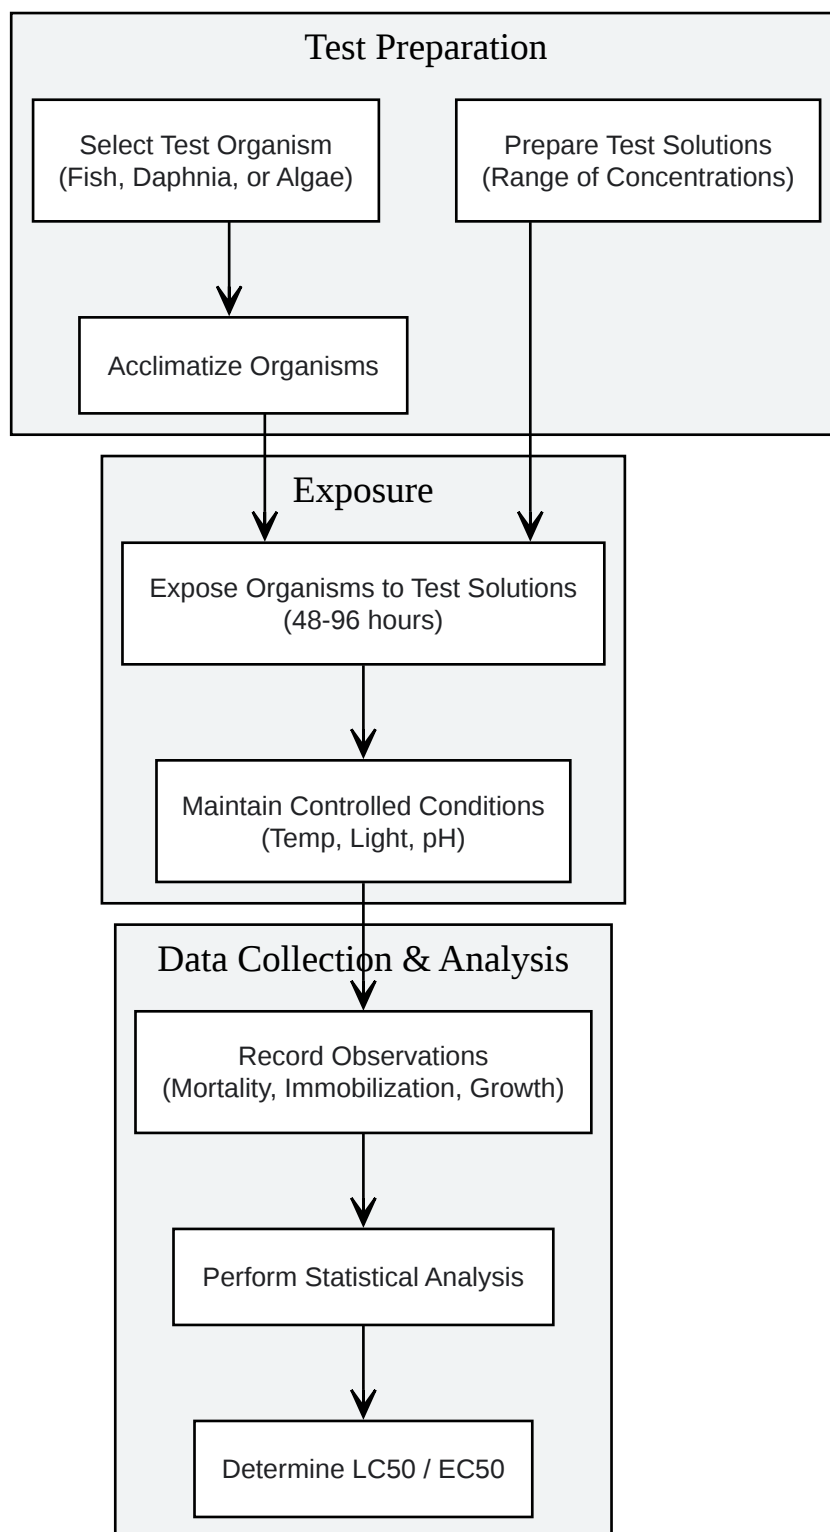 Test Preparation
Select Test Organism
(Fish, Daphnia, or Algae)
Prepare Test Solutions
(Range of Concentrations)
Acclimatize Organisms
Exposure
Expose Organisms to Test Solutions
(48-96 hours)
Maintain Controlled Conditions
(Temp, Light, pH)
Data Collection & Analysis
Record Observations
(Mortality, Immobilization, Growth)
Perform Statistical Analysis
Determine LC50 / EC50